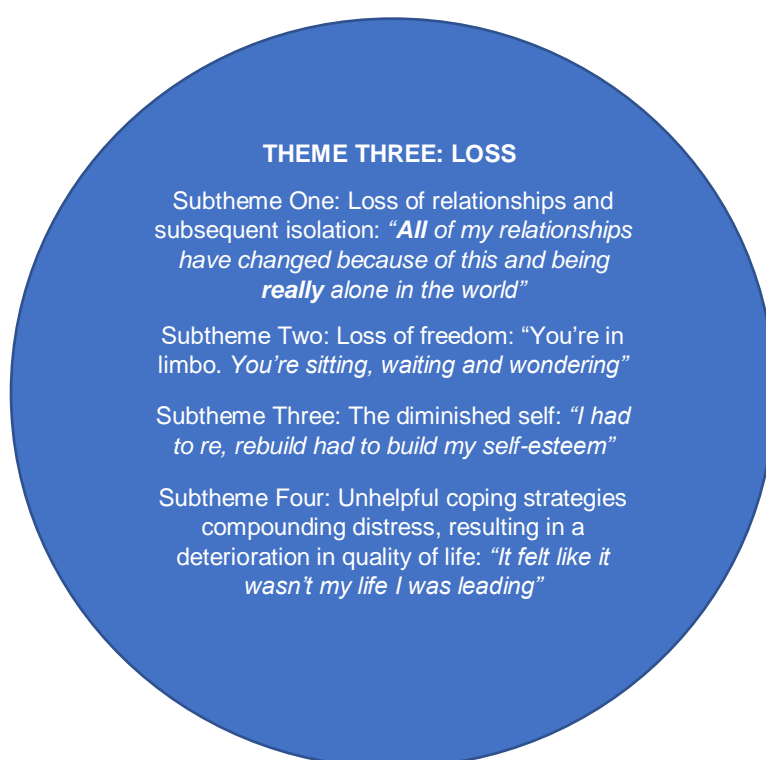 THEME THREE: LOSS
Subtheme One: Loss of relationships and
subsequent isolation: “All of my relationships
have changed because of this and being
really alone in the world”
Subtheme Two: Loss of freedom: “You’re in
limbo. You’re sitting, waiting and wondering”
Subtheme Three: The diminished self: “I had
to re, rebuild had to build my self-esteem”
Subtheme Four: Unhelpful coping strategies
compounding distress, resulting in a
deterioration in quality of life: “It felt like it
wasn’t my life I was leading”